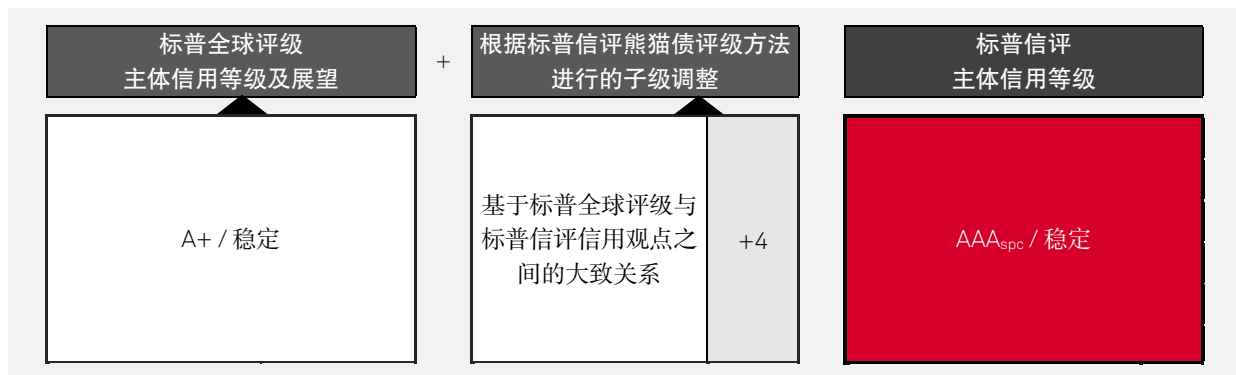 标普全球评级
主体信用等级及展望
+
根据标普信评熊猫债评级方法
进行的子级调整
标普信评
主体信用等级
A+ / 稳定
基于标普全球评级与
标普信评信用观点之
间的大致关系
+4
AAAspc / 稳定